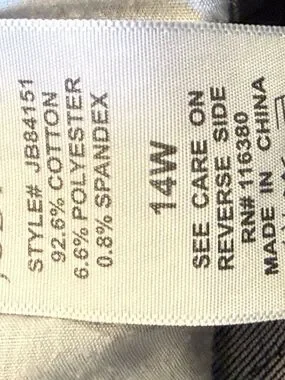 STYLE# JB84151
92.6% COTTON
6.6% POLYESTER
0.8% SPANDEX
14W
SEE CARE ON
REVERSE SIDE
RN# 116380
MADE IN CHINA